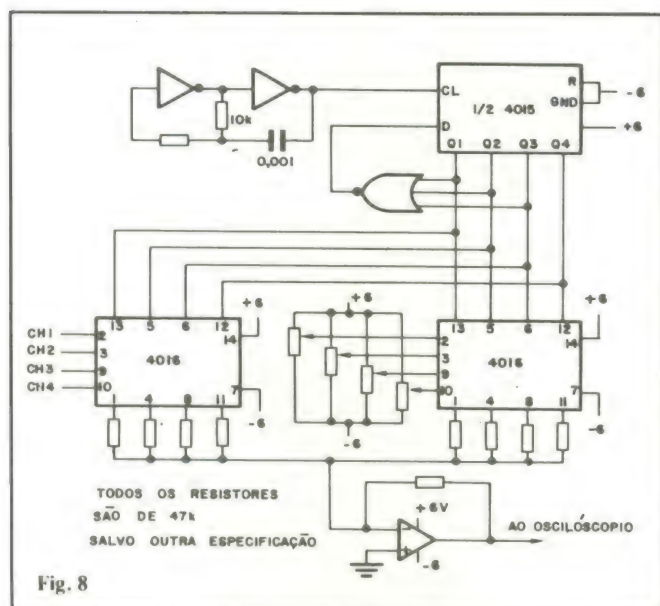 CL
R
GND
-6
1/2 4015
D
+6
Q1 Q2 Q3 Q4
10k
0,001
13 5 6 12
+6
14
CH1
2
CH2
3
CH3
9
CH4
10
4016
7
-6
1 4 8 11
+6
-6
13 5 6 12
+6
14
2
3
9
10
4016
7
-6
1 4 8 11
TODOS OS RESISTORES
SÃO DE 47k
SALVO OUTRA ESPECIFICAÇÃO
+6V
-
+
-6
AO OSCILÓSCOPIO
Fig. 8